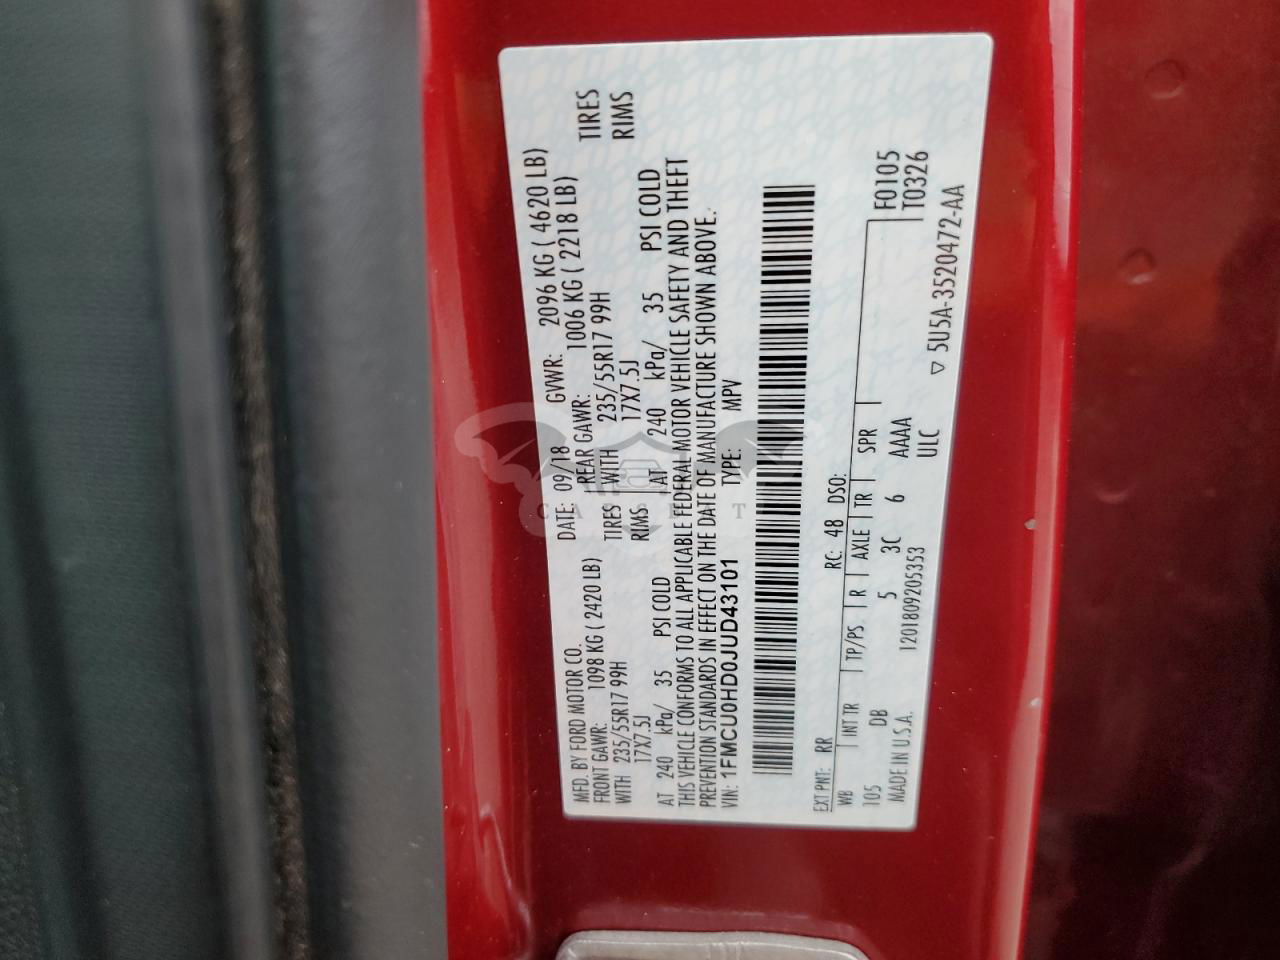 MFD. BY FORD MOTOR CO. DATE: 09/18 GVWR: 2096 KG ( 4620 LB)
FRONT GAWR: 1098 KG ( 2420 LB) REAR GAWR: 1006 KG ( 2218 LB)
WITH 235/55R17 99H TIRES WITH 235/55R17 99H TIRES
17X7.5J RIMS 17X7.5J RIMS
AT 240 kPa/ 35 PSI COLD AT 240 kPa/ 35 PSI COLD
THIS VEHICLE CONFORMS TO ALL APPLICABLE FEDERAL MOTOR VEHICLE SAFETY AND THEFT
PREVENTION STANDARDS IN EFFECT ON THE DATE OF MANUFACTURE SHOWN ABOVE.
VIN: 1FMCU0HD0JUD43101 TYPE: MPV
EXT PNT: RR RC: 48 DSO: F0105
WB INT TR TP/PS R AXLE TR SPR T0326
105 DB 5 3C 6 AAAA
ULC
MADE IN U.S.A. 1201809205353 ▽ 5U5A-3520472-AA